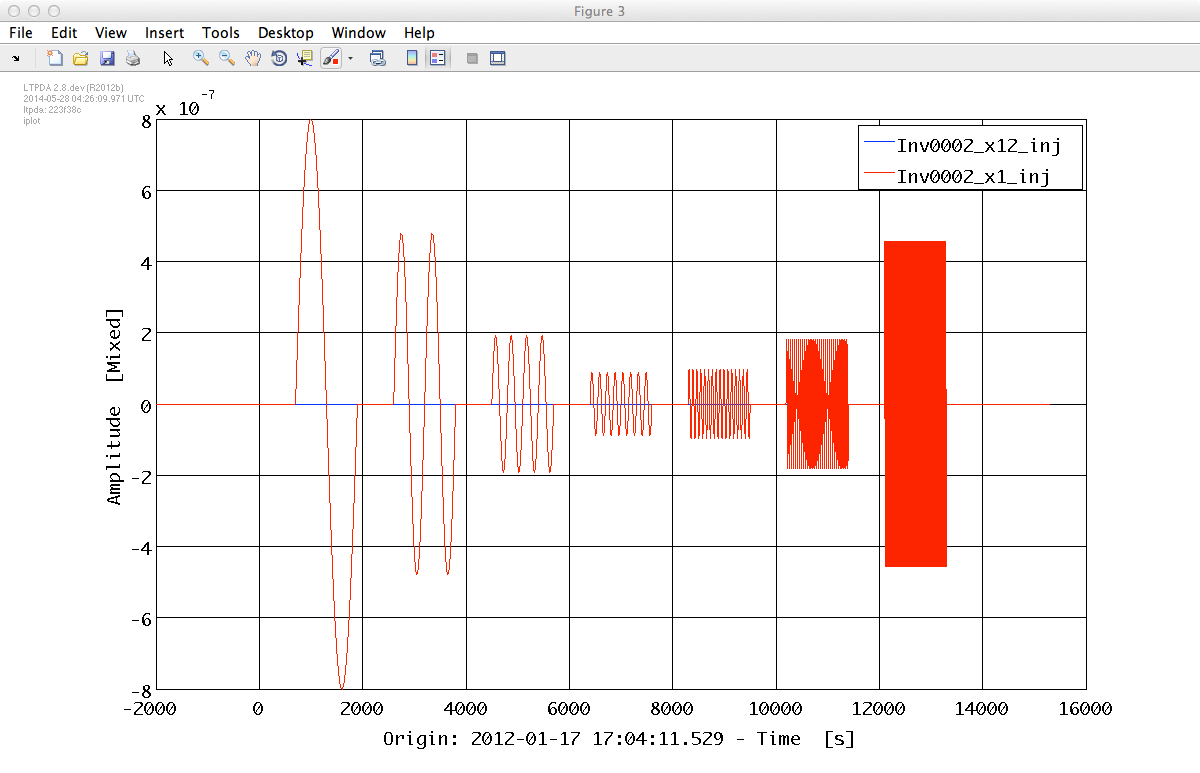 Figure 3
File Edit View Insert Tools Desktop Window Help
LTPDA 2.8.dev (R2012b)
2014-05-28 04:26:09.971 UTC
ltpda: 223f38c
iplot
x 10⁻⁷
8
6
4
2
0
-2
-4
-6
-8
Amplitude [Mixed]
Inv0002_x12_inj
Inv0002_x1_inj
-2000 0 2000 4000 6000 8000 10000 12000 14000 16000
Origin: 2012-01-17 17:04:11.529 - Time [s]